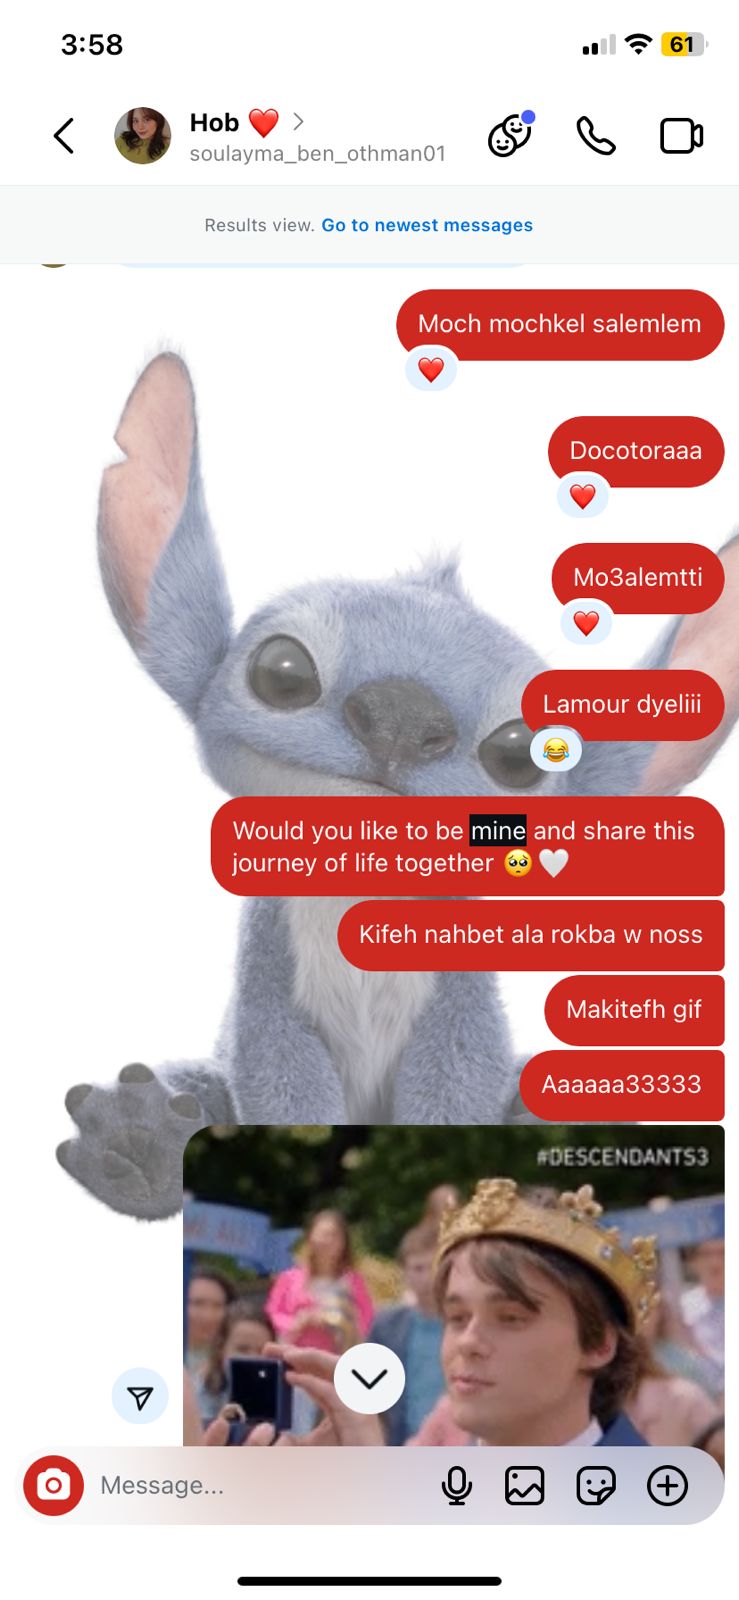 3:58
61
Hob ❤️
soulayma_ben_othman01
Results view. Go to newest messages
Moch mochkel salemlem
❤️
Docotoraaa
❤️
Mo3alemtti
❤️
Lamour dyeliii
😂
Would you like to be mine and share this
journey of life together 🥺🤍
Kifeh nahbet ala rokba w noss
Makitefh gif
Aaaaaa33333
#DESCENDANTS3
Message...